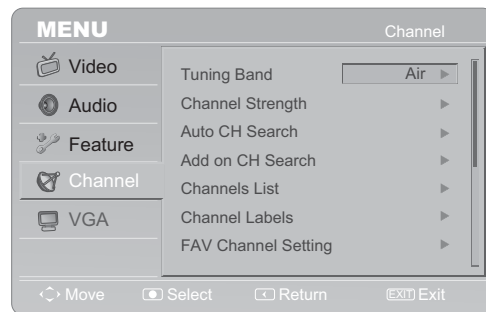 MENU
Channel
Video
Audio
Feature
Channel
VGA
Tuning Band Air
Channel Strength
Auto CH Search
Add on CH Search
Channels List
Channel Labels
FAV Channel Setting
Move Select Return EXIT Exit